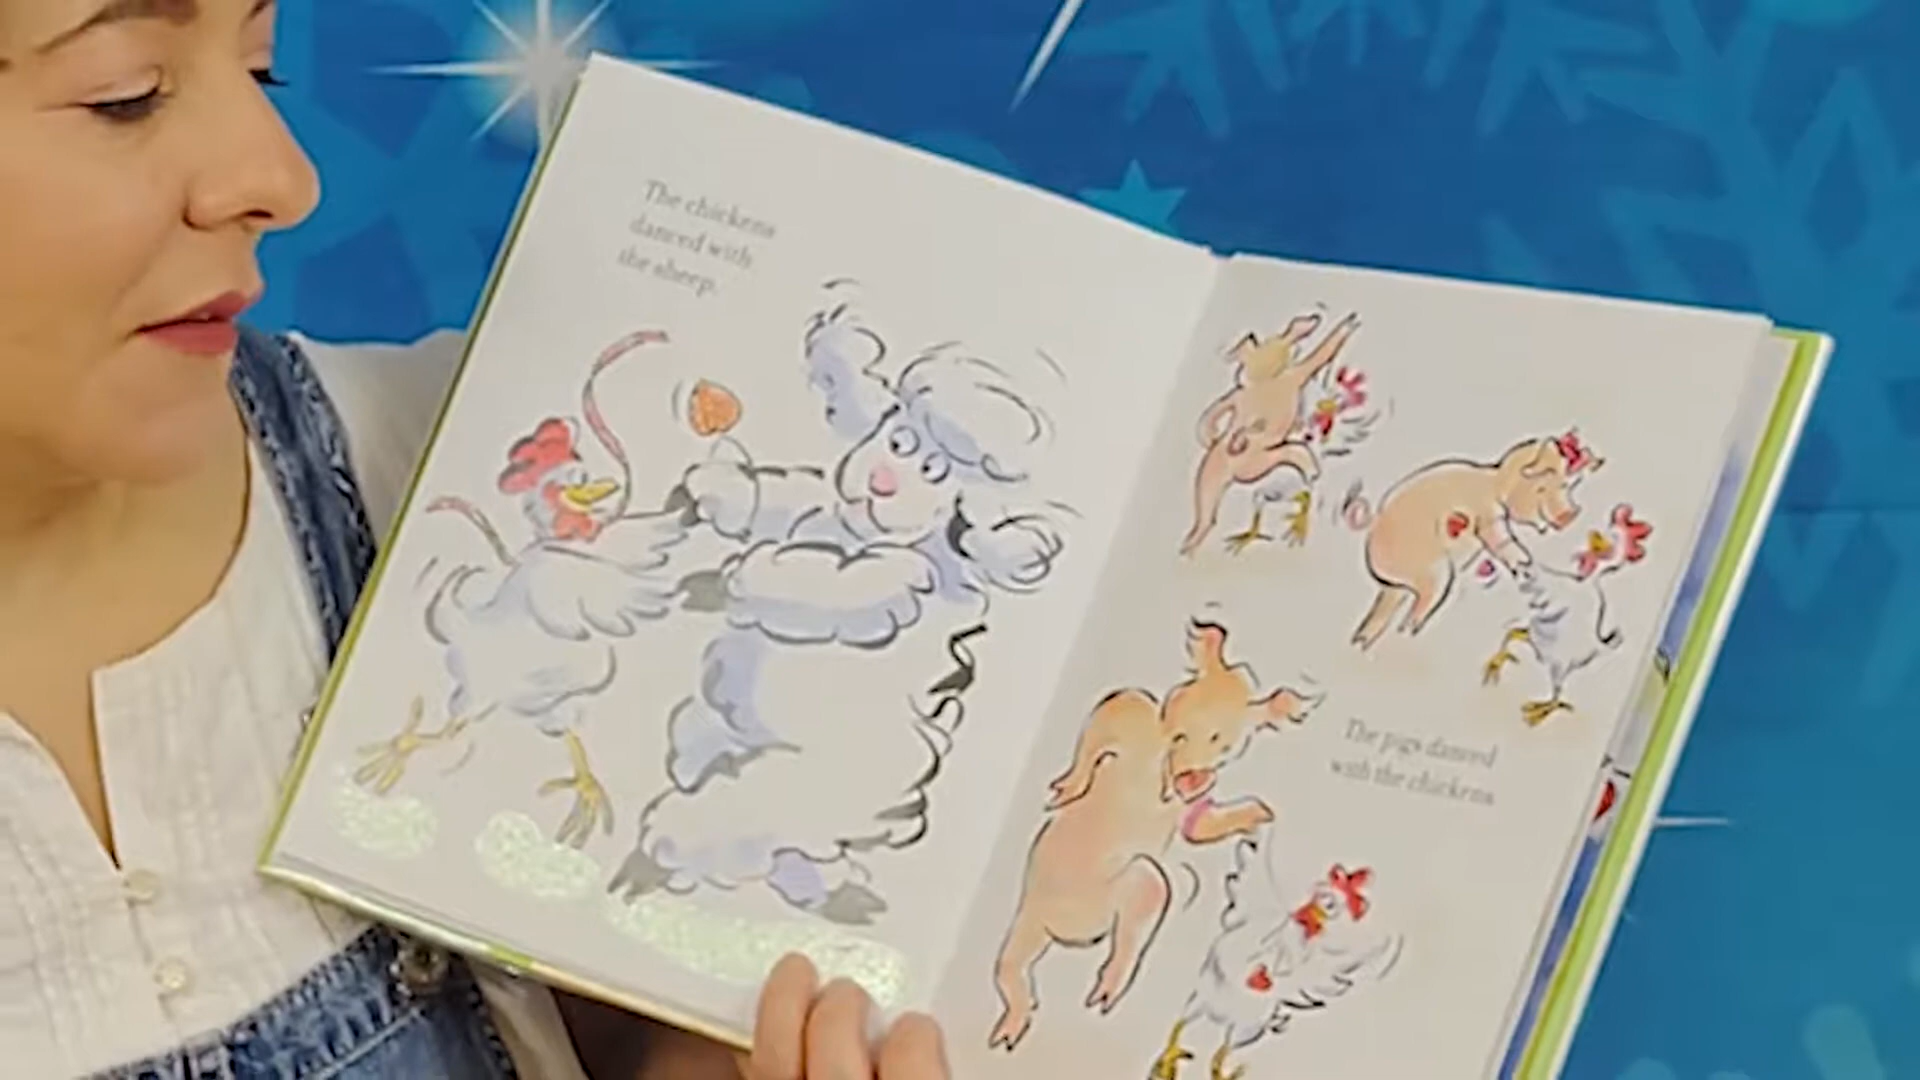 The chickens
danced with
the sheep.
The pigs danced
with the chickens.